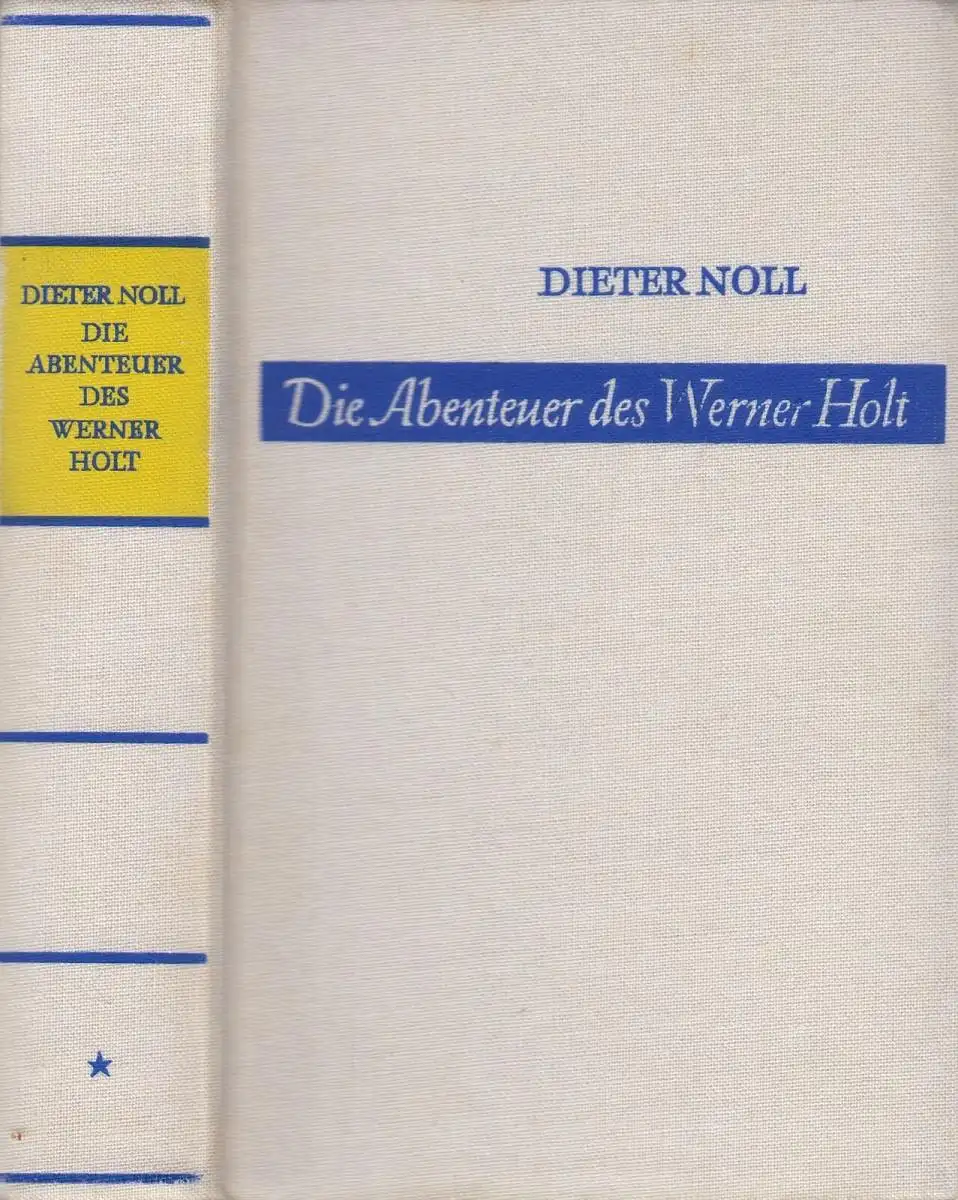 DIETER NOLL
DIE
ABENTEUER
DES
WERNER
HOLT
DIETER NOLL
Die Abenteuer des Werner Holt